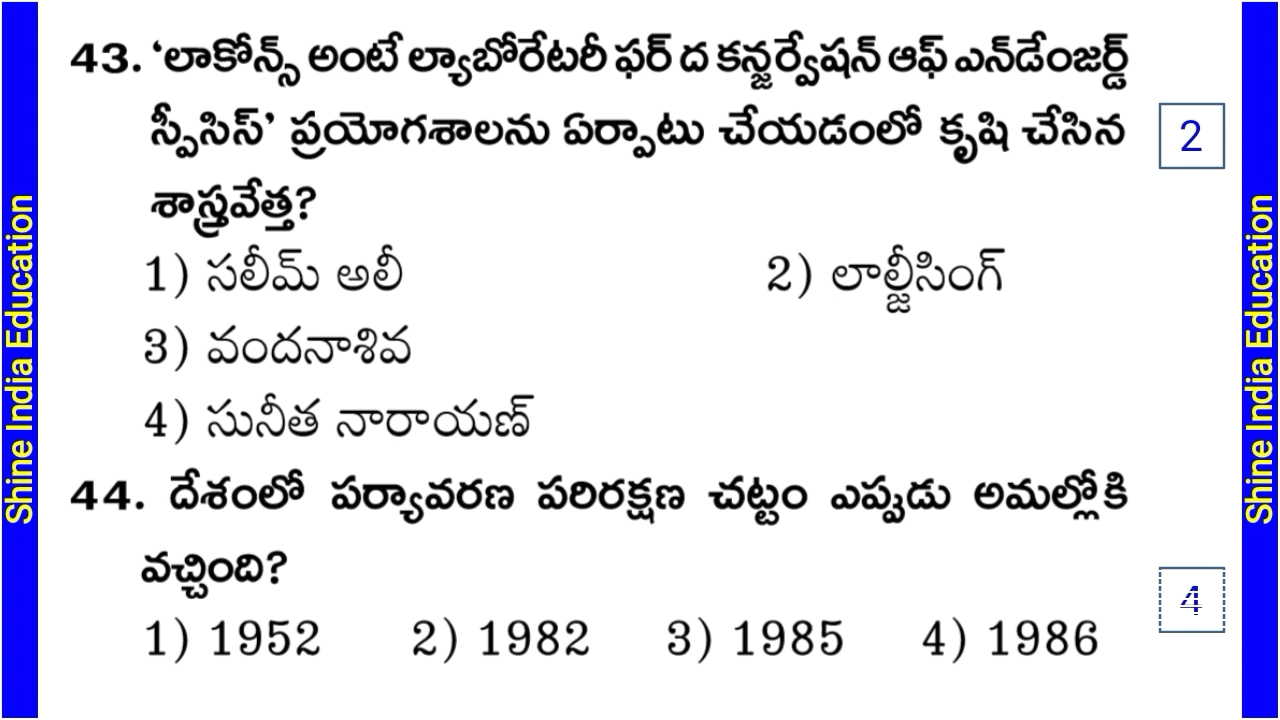 43. ‘లాకోన్స్ అంటే ల్యాబోరేటరీ ఫర్ ద కన్జర్వేషన్ ఆఫ్ ఎన్‌డేంజర్డ్
స్పీసిస్’ ప్రయోగశాలను ఏర్పాటు చేయడంలో కృషి చేసిన
2
శాస్త్రవేత్త?
1) సలీమ్ అలీ 2) లాల్జీసింగ్
3) వందనాశివ
4) సునీత నారాయణ్
44. దేశంలో పర్యావరణ పరిరక్షణ చట్టం ఎప్పుడు అమల్లోకి
వచ్చింది?
4
1) 1952 2) 1982 3) 1985 4) 1986
Shine India Education
Shine India Education